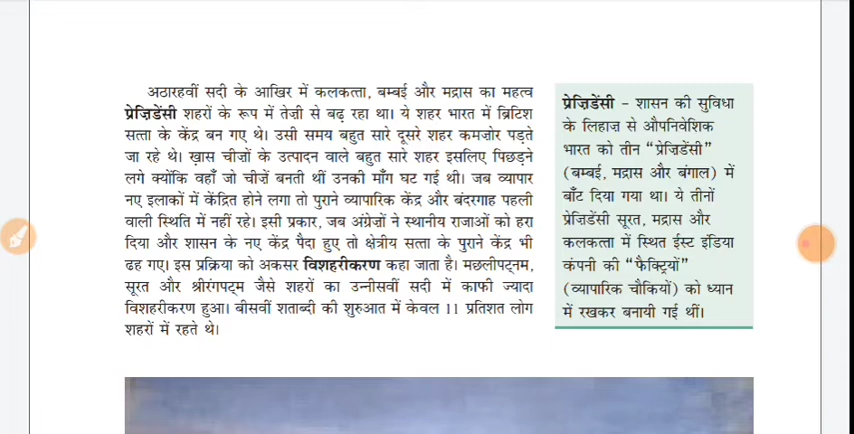 अठारहवीं सदी के आखिर में कलकत्ता, बम्बई और मद्रास का महत्व
प्रेज़िडेंसी शहरों के रूप में तेज़ी से बढ़ रहा था। ये शहर भारत में ब्रिटिश
सत्ता के केंद्र बन गए थे। उसी समय बहुत सारे दूसरे शहर कमज़ोर पड़ते
जा रहे थे। ख़ास चीज़ों के उत्पादन वाले बहुत सारे शहर इसलिए पिछड़ने
लगे क्योंकि वहाँ जो चीज़ें बनती थीं उनकी माँग घट गई थी। जब व्यापार
नए इलाकों में केंद्रित होने लगा तो पुराने व्यापारिक केंद्र और बंदरगाह पहली
वाली स्थिति में नहीं रहे। इसी प्रकार, जब अंग्रेज़ों ने स्थानीय राजाओं को हरा
दिया और शासन के नए केंद्र पैदा हुए तो क्षेत्रीय सत्ता के पुराने केंद्र भी
ढह गए। इस प्रक्रिया को अकसर विशहरीकरण कहा जाता है। मछलीपट्नम,
सूरत और श्रीरंगपट्म जैसे शहरों का उन्नीसवीं सदी में काफी ज्यादा
विशहरीकरण हुआ। बीसवीं शताब्दी की शुरुआत में केवल 11 प्रतिशत लोग
शहरों में रहते थे।
प्रेज़िडेंसी – शासन की सुविधा
के लिहाज़ से औपनिवेशिक
भारत को तीन “प्रेज़िडेंसी”
(बम्बई, मद्रास और बंगाल) में
बाँट दिया गया था। ये तीनों
प्रेज़िडेंसी सूरत, मद्रास और
कलकत्ता में स्थित ईस्ट इंडिया
कंपनी की “फैक्ट्रियों”
(व्यापारिक चौकियों) को ध्यान
में रखकर बनायी गई थीं।